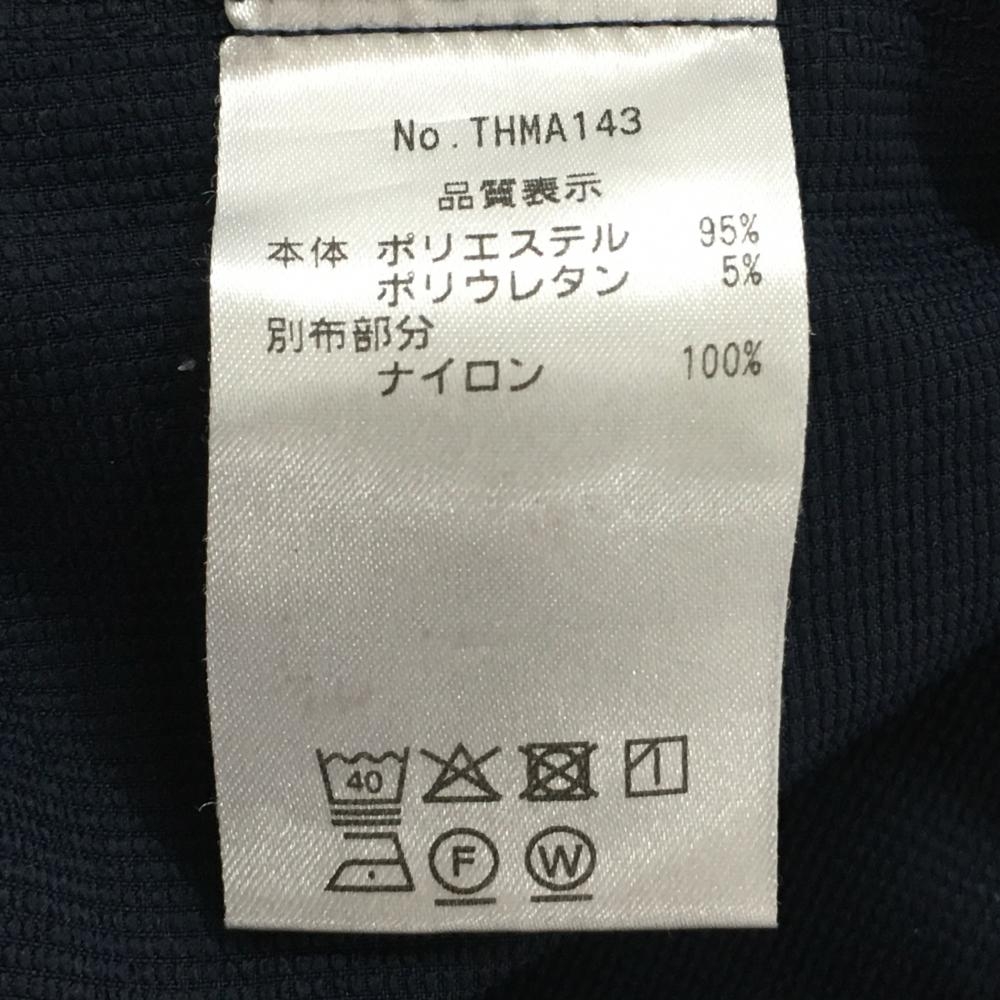 No.THMA143
品質表示
本体 ポリエステル 95%
ポリウレタン 5%
別布部分
ナイロン 100%
40
F W